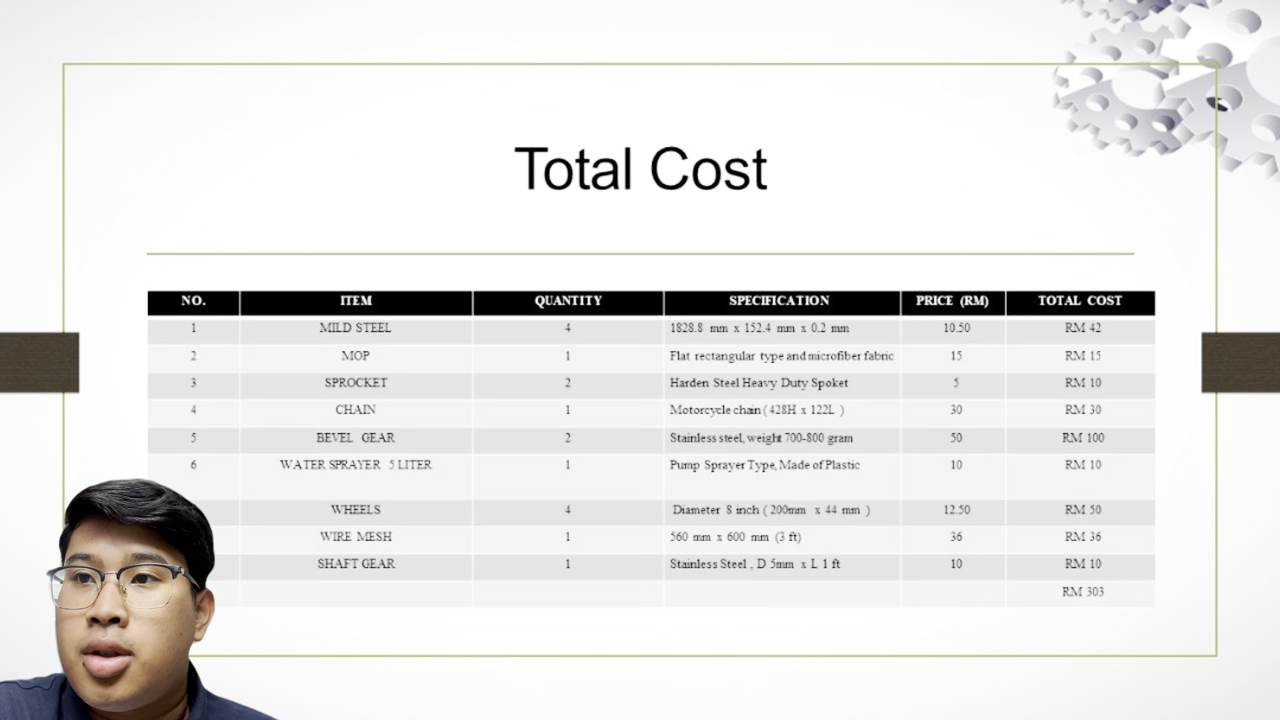 Total Cost
NO. ITEM QUANTITY SPECIFICATION PRICE (RM) TOTAL COST
1 MILD STEEL 4 1828.8 mm x 152.4 mm x 0.2 mm 10.50 RM 42
2 MOP 1 Flat rectangular type and microfiber fabric 15 RM 15
3 SPROCKET 2 Harden Steel Heavy Duty Spoket 5 RM 10
4 CHAIN 1 Motorcycle chain ( 428H x 122L ) 30 RM 30
5 BEVEL GEAR 2 Stainless steel, weight 700-800 gram 50 RM 100
6 WATER SPRAYER 5 LITER 1 Pump Sprayer Type, Made of Plastic 10 RM 10
WHEELS 4 Diameter 8 inch ( 200mm x 44 mm ) 12.50 RM 50
WIRE MESH 1 560 mm x 600 mm (3 ft) 36 RM 36
SHAFT GEAR 1 Stainless Steel , D 5mm x L 1 ft 10 RM 10
RM 303